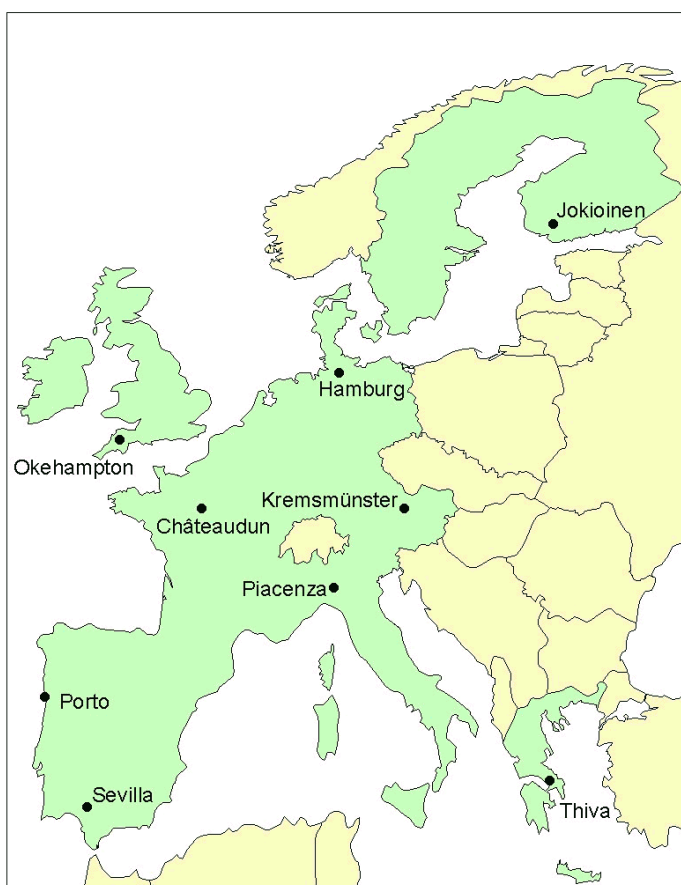 Jokioinen
Hamburg
Okehampton
Kremsmünster
Châteaudun
Piacenza
Porto
Sevilla
Thiva